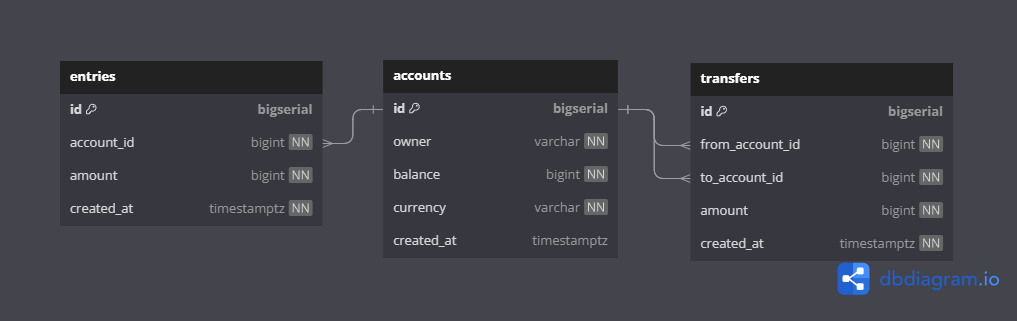 entries
id bigserial
account_id bigint NN
amount bigint NN
created_at timestamptz NN
accounts
id bigserial
owner varchar NN
balance bigint NN
currency varchar NN
created_at timestamptz
transfers
id bigserial
from_account_id bigint NN
to_account_id bigint NN
amount bigint NN
created_at timestamptz NN
dbdiagram.io